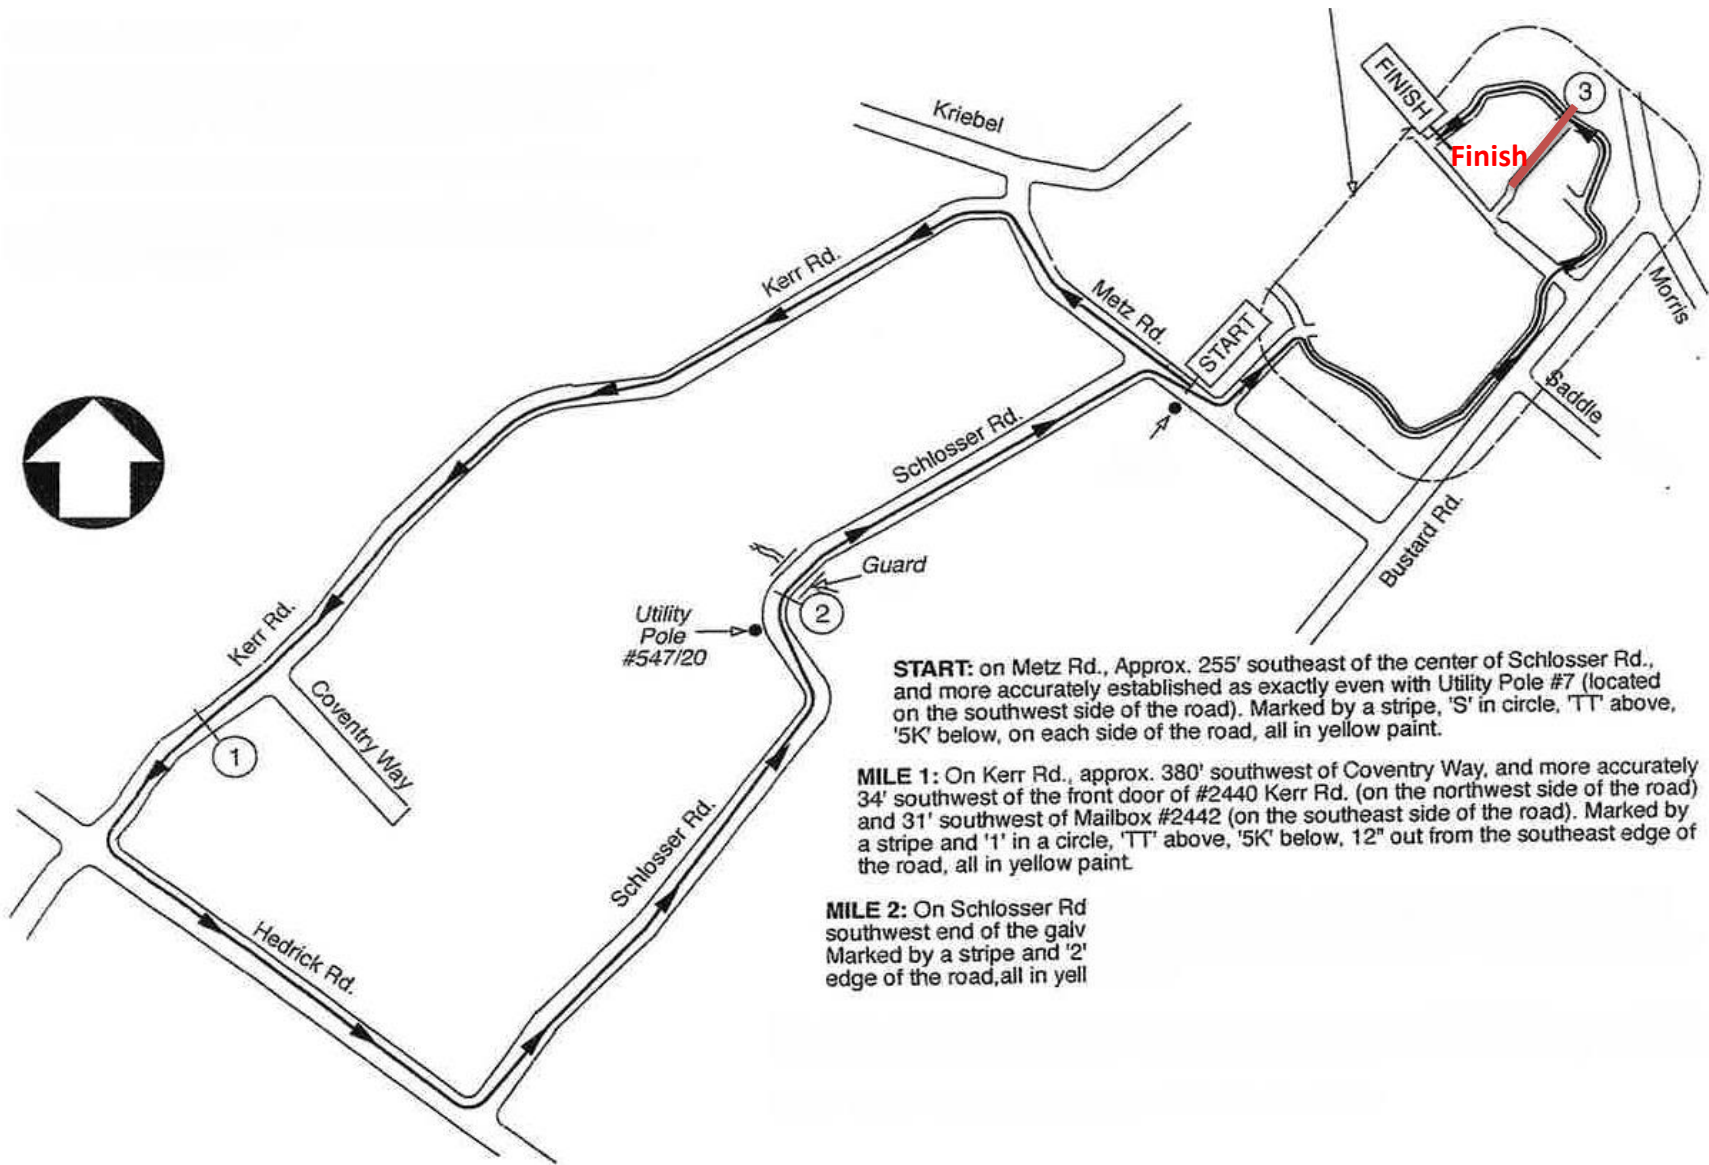 Kriebel
FINISH
3
Finish
Kerr Rd.
Metz Rd.
START
Morris
Saddle
Schlosser Rd.
Bustard Rd.
Guard
2
Utility
Pole
#547/20
Kerr Rd.
Coventry Way
1
Schlosser Rd.
Hedrick Rd.
START: on Metz Rd., Approx. 255' southeast of the center of Schlosser Rd.,
and more accurately established as exactly even with Utility Pole #7 (located
on the southwest side of the road). Marked by a stripe, 'S' in circle, 'TT' above,
'5K' below, on each side of the road, all in yellow paint.
MILE 1: On Kerr Rd., approx. 380' southwest of Coventry Way, and more accurately
34' southwest of the front door of #2440 Kerr Rd. (on the northwest side of the road)
and 31' southwest of Mailbox #2442 (on the southeast side of the road). Marked by
a stripe and '1' in a circle, 'TT' above, '5K' below, 12" out from the southeast edge of
the road, all in yellow paint.
MILE 2: On Schlosser Rd
southwest end of the galv
Marked by a stripe and '2'
edge of the road,all in yell